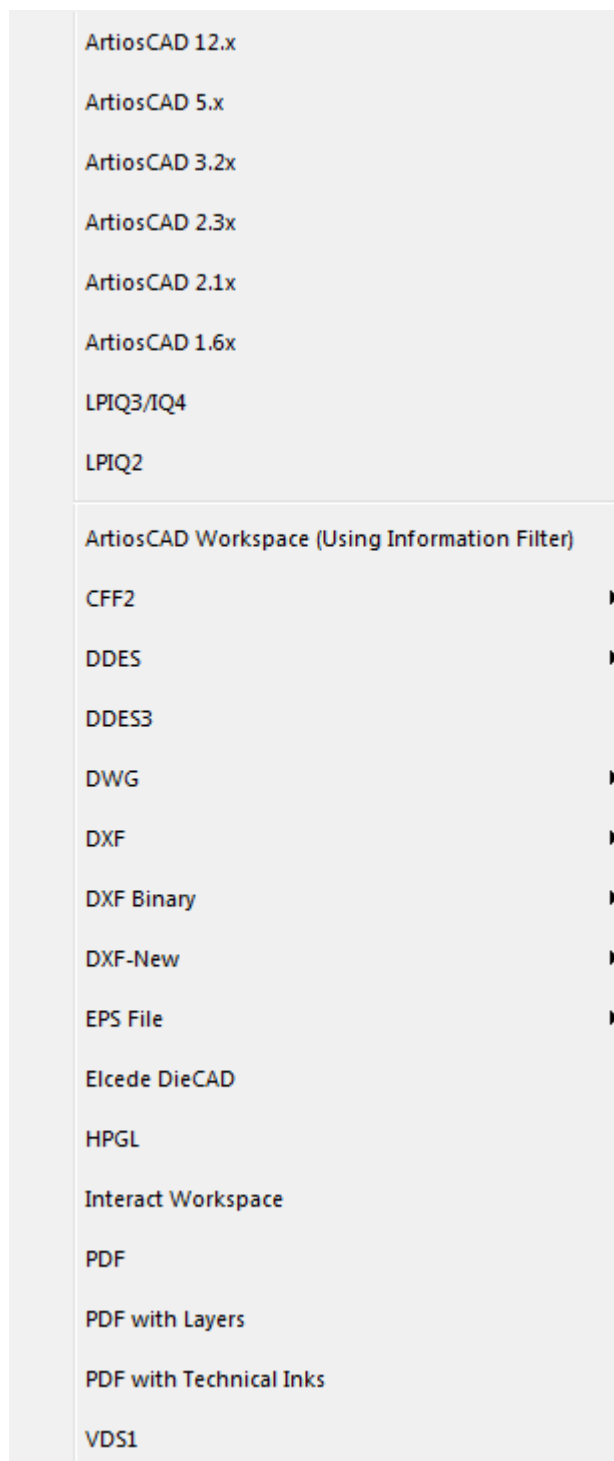 ArtiosCAD 12.x
ArtiosCAD 5.x
ArtiosCAD 3.2x
ArtiosCAD 2.3x
ArtiosCAD 2.1x
ArtiosCAD 1.6x
LPIQ3/IQ4
LPIQ2
ArtiosCAD Workspace (Using Information Filter)
CFF2
DDES
DDES3
DWG
DXF
DXF Binary
DXF-New
EPS File
Elcede DieCAD
HPGL
Interact Workspace
PDF
PDF with Layers
PDF with Technical Inks
VDS1